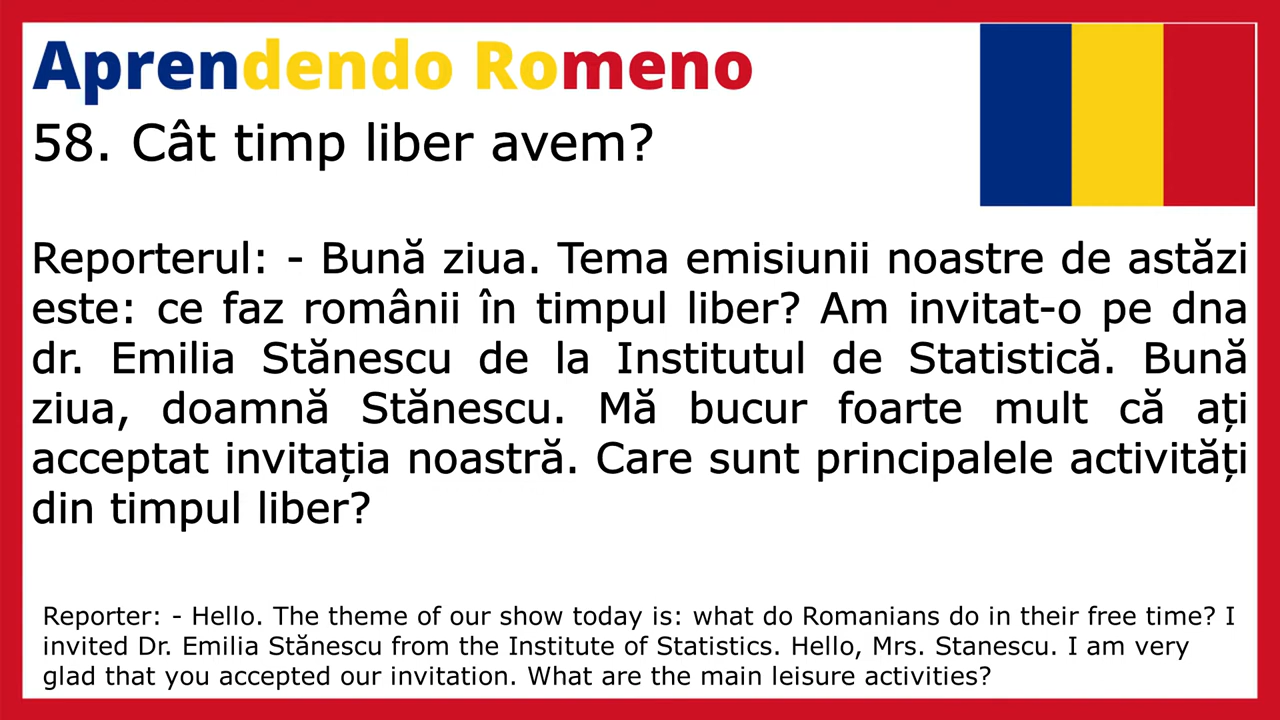 Aprendendo Romeno
58. Cât timp liber avem?
Reporterul: - Bună ziua. Tema emisiunii noastre de astăzi
este: ce faz românii în timpul liber? Am invitat-o pe dna
dr. Emilia Stănescu de la Institutul de Statistică. Bună
ziua, doamnă Stănescu. Mă bucur foarte mult că ați
acceptat invitația noastră. Care sunt principalele activități
din timpul liber?
Reporter: - Hello. The theme of our show today is: what do Romanians do in their free time? I
invited Dr. Emilia Stănescu from the Institute of Statistics. Hello, Mrs. Stanescu. I am very
glad that you accepted our invitation. What are the main leisure activities?